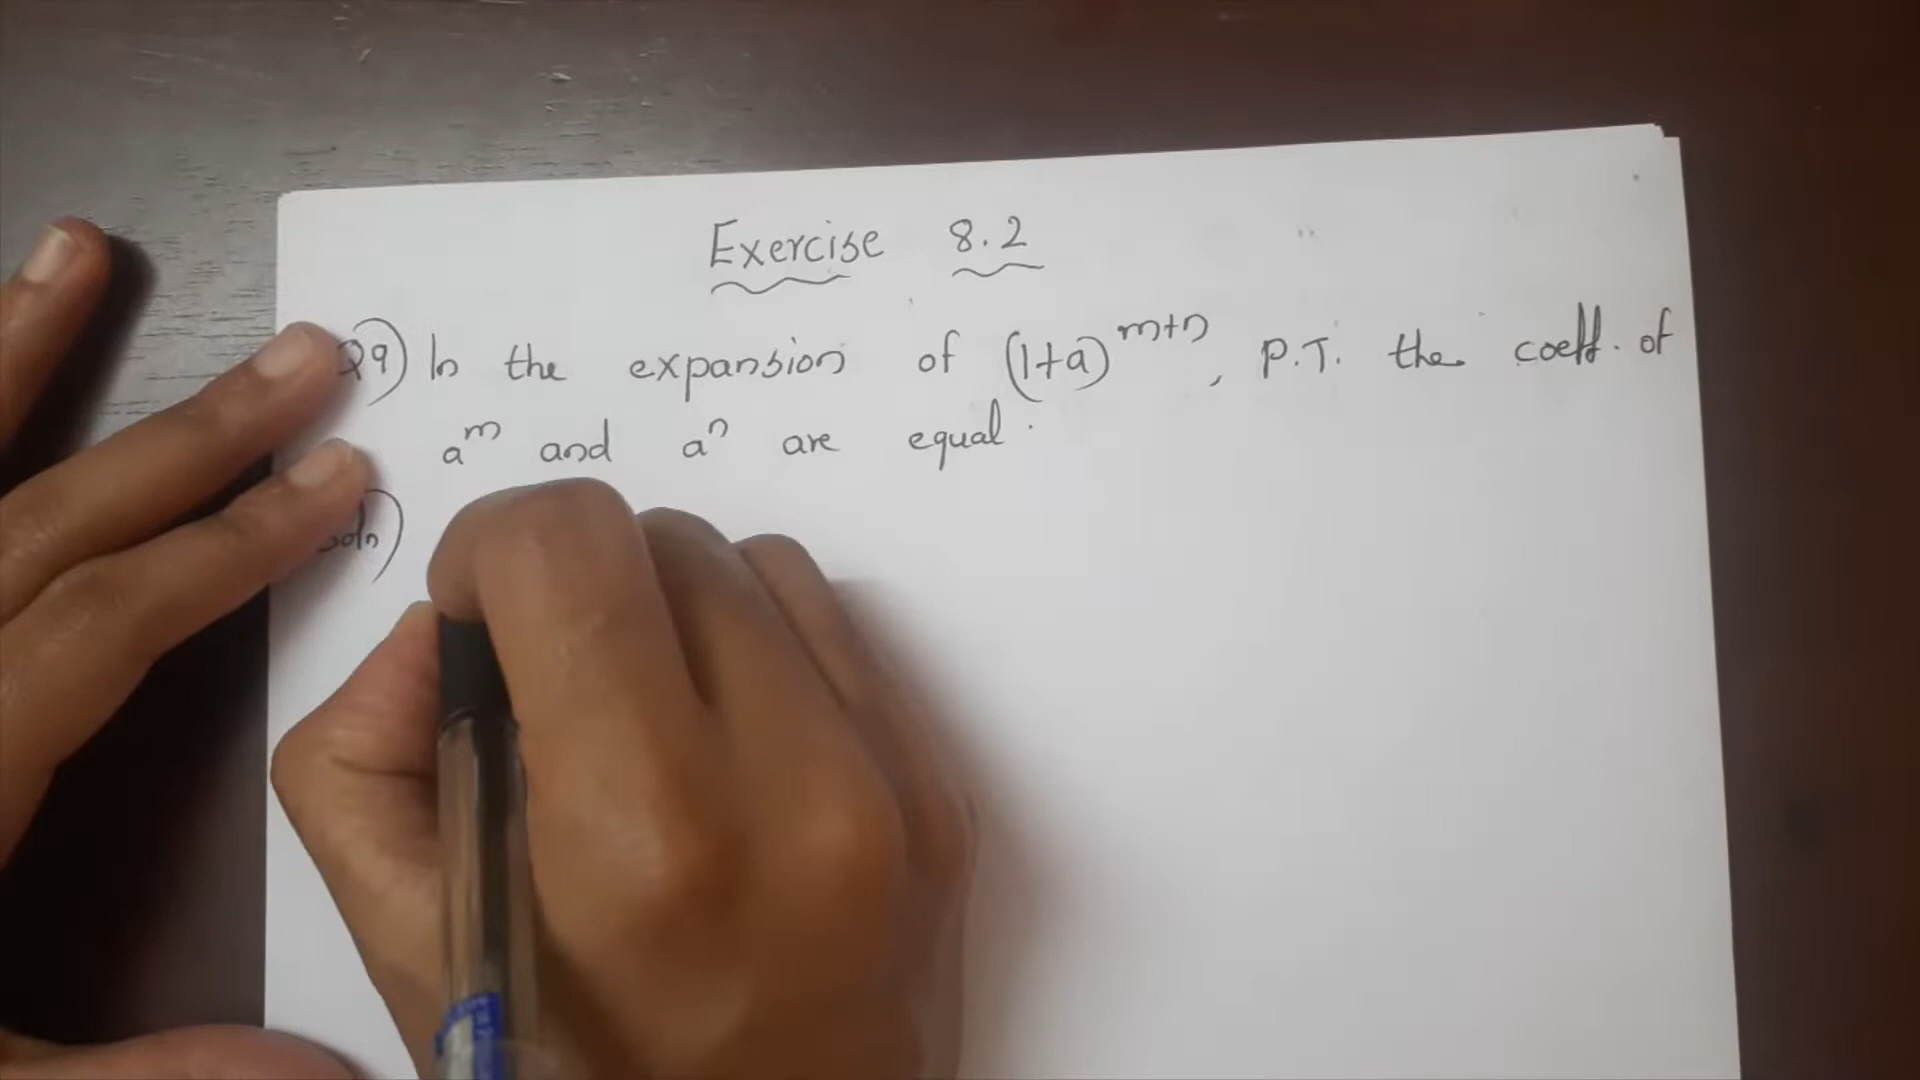 Exercise 8.2
Q9) In the expansion of (1+a)^{m+n}, P.T. the coeff. of
a^m and a^n are equal.
Soln)